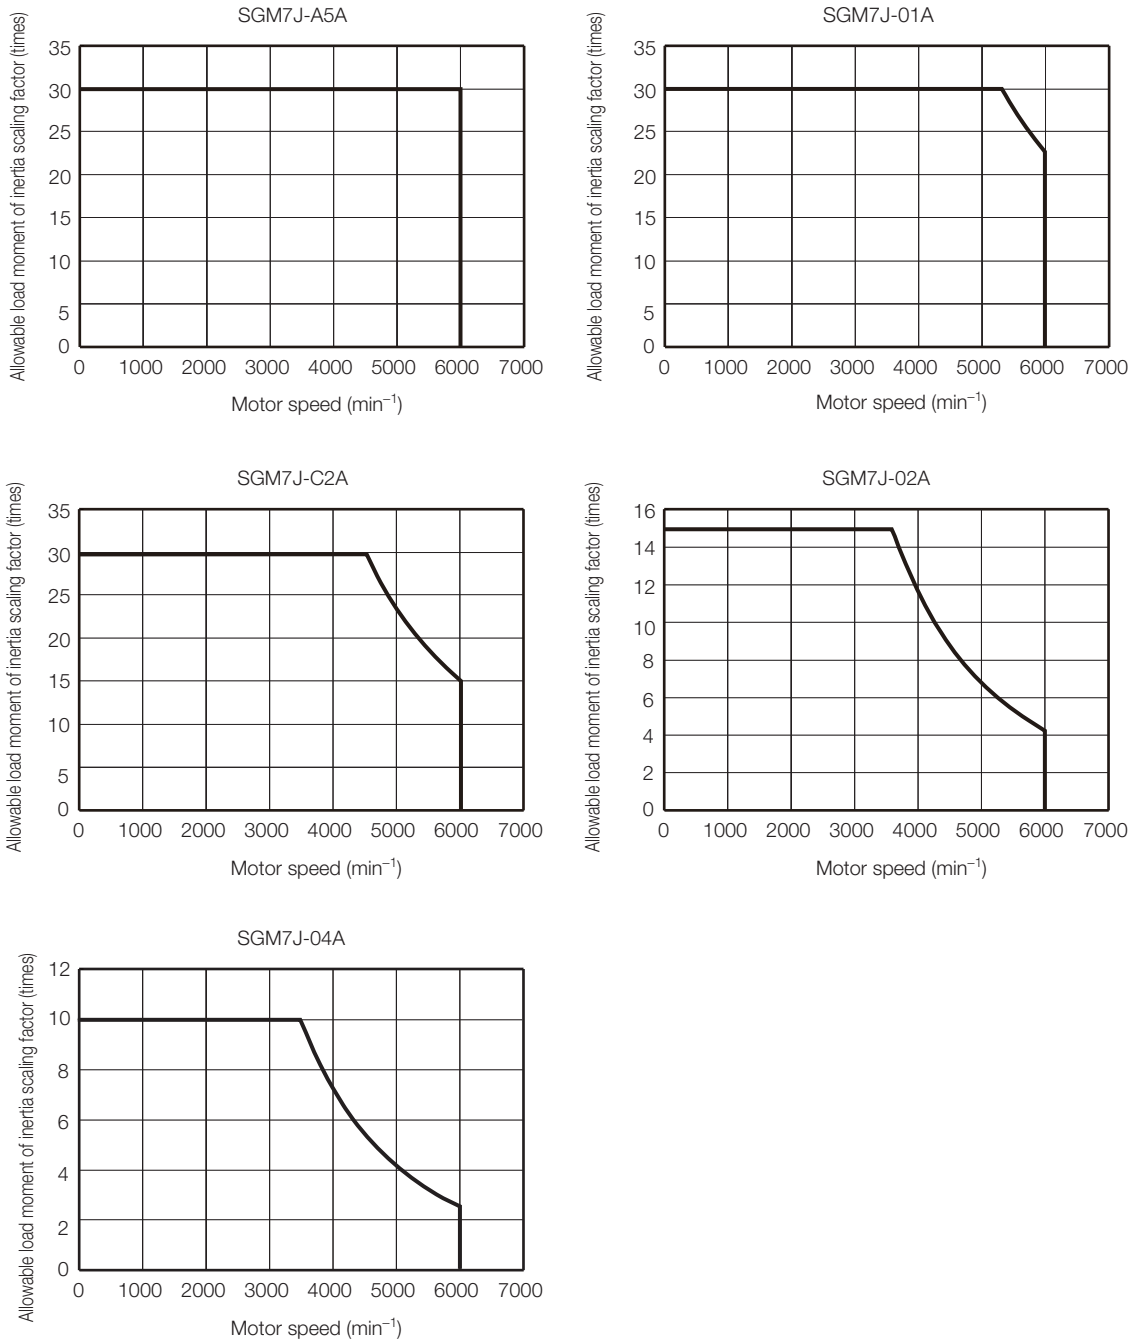 SGM7J-A5A
Allowable load moment of inertia scaling factor (times)
35
30
25
20
15
10
5
0
0 1000 2000 3000 4000 5000 6000 7000
Motor speed (min⁻¹)
SGM7J-01A
Allowable load moment of inertia scaling factor (times)
35
30
25
20
15
10
5
0
0 1000 2000 3000 4000 5000 6000 7000
Motor speed (min⁻¹)
SGM7J-C2A
Allowable load moment of inertia scaling factor (times)
35
30
25
20
15
10
5
0
0 1000 2000 3000 4000 5000 6000 7000
Motor speed (min⁻¹)
SGM7J-02A
Allowable load moment of inertia scaling factor (times)
16
14
12
10
8
6
4
2
0
0 1000 2000 3000 4000 5000 6000 7000
Motor speed (min⁻¹)
SGM7J-04A
Allowable load moment of inertia scaling factor (times)
12
10
8
6
4
2
0
0 1000 2000 3000 4000 5000 6000 7000
Motor speed (min⁻¹)